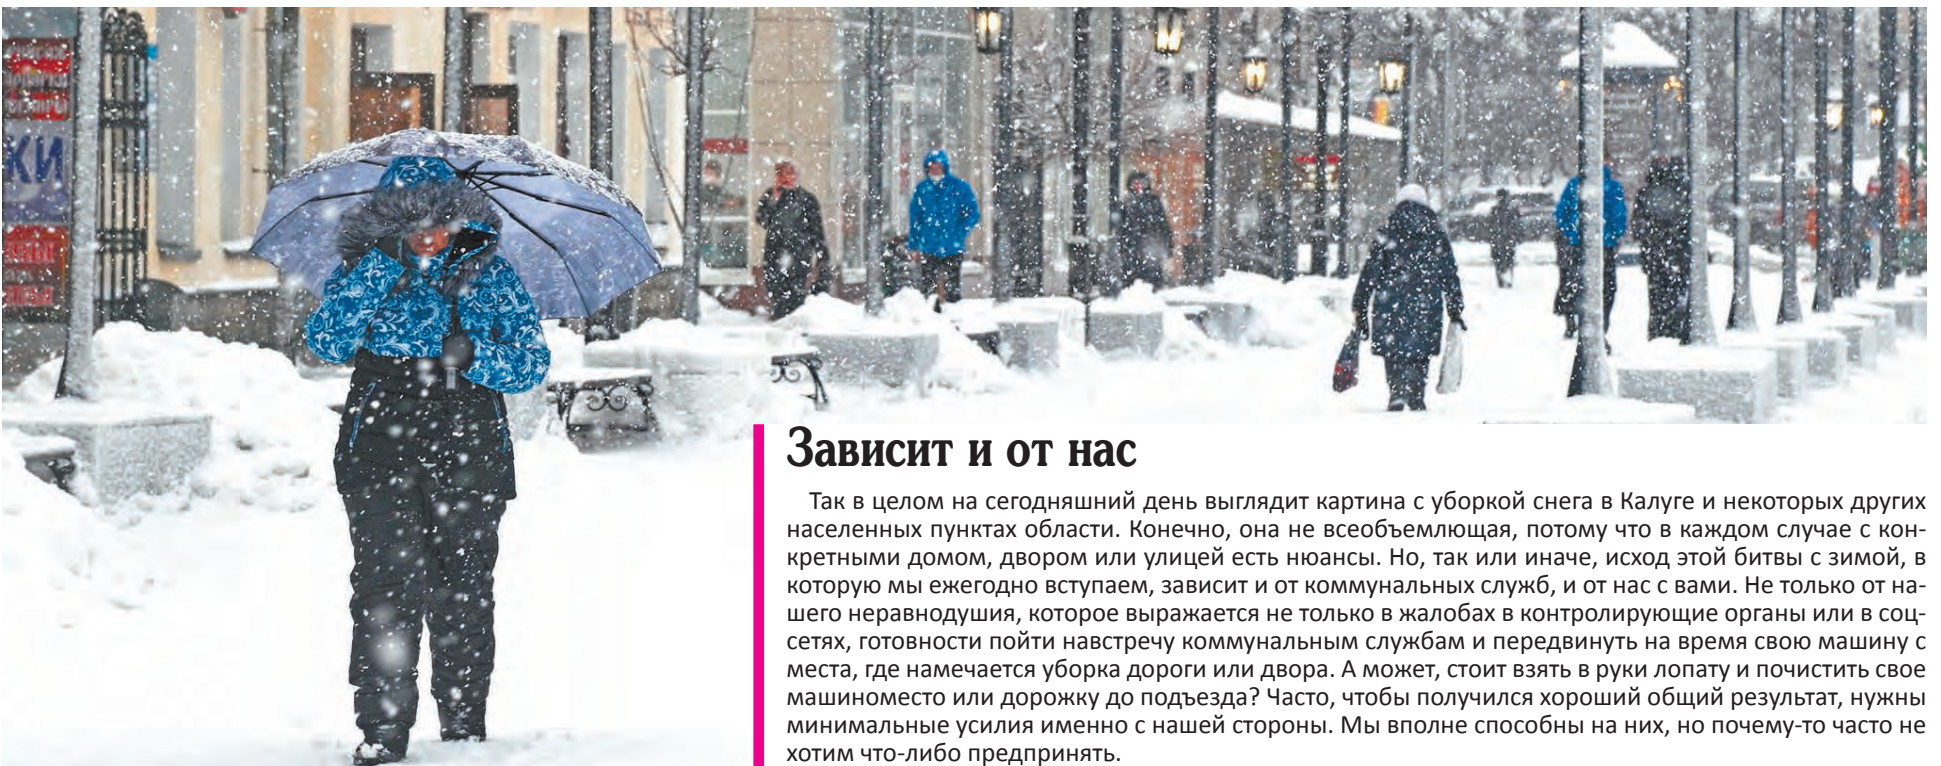 КИ
Зависит и от нас
Так в целом на сегодняшний день выглядит картина с уборкой снега в Калуге и некоторых других
населенных пунктах области. Конечно, она не всеобъемлющая, потому что в каждом случае с кон-
кретными домом, двором или улицей есть нюансы. Но, так или иначе, исход этой битвы с зимой, в
которую мы ежегодно вступаем, зависит и от коммунальных служб, и от нас с вами. Не только от на-
шего неравнодушия, которое выражается не только в жалобах в контролирующие органы или в соц-
сетях, готовности пойти навстречу коммунальным службам и передвинуть на время свою машину с
места, где намечается уборка дороги или двора. А может, стоит взять в руки лопату и почистить свое
машиноместо или дорожку до подъезда? Часто, чтобы получился хороший общий результат, нужны
минимальные усилия именно с нашей стороны. Мы вполне способны на них, но почему-то часто не
хотим что-либо предпринять.